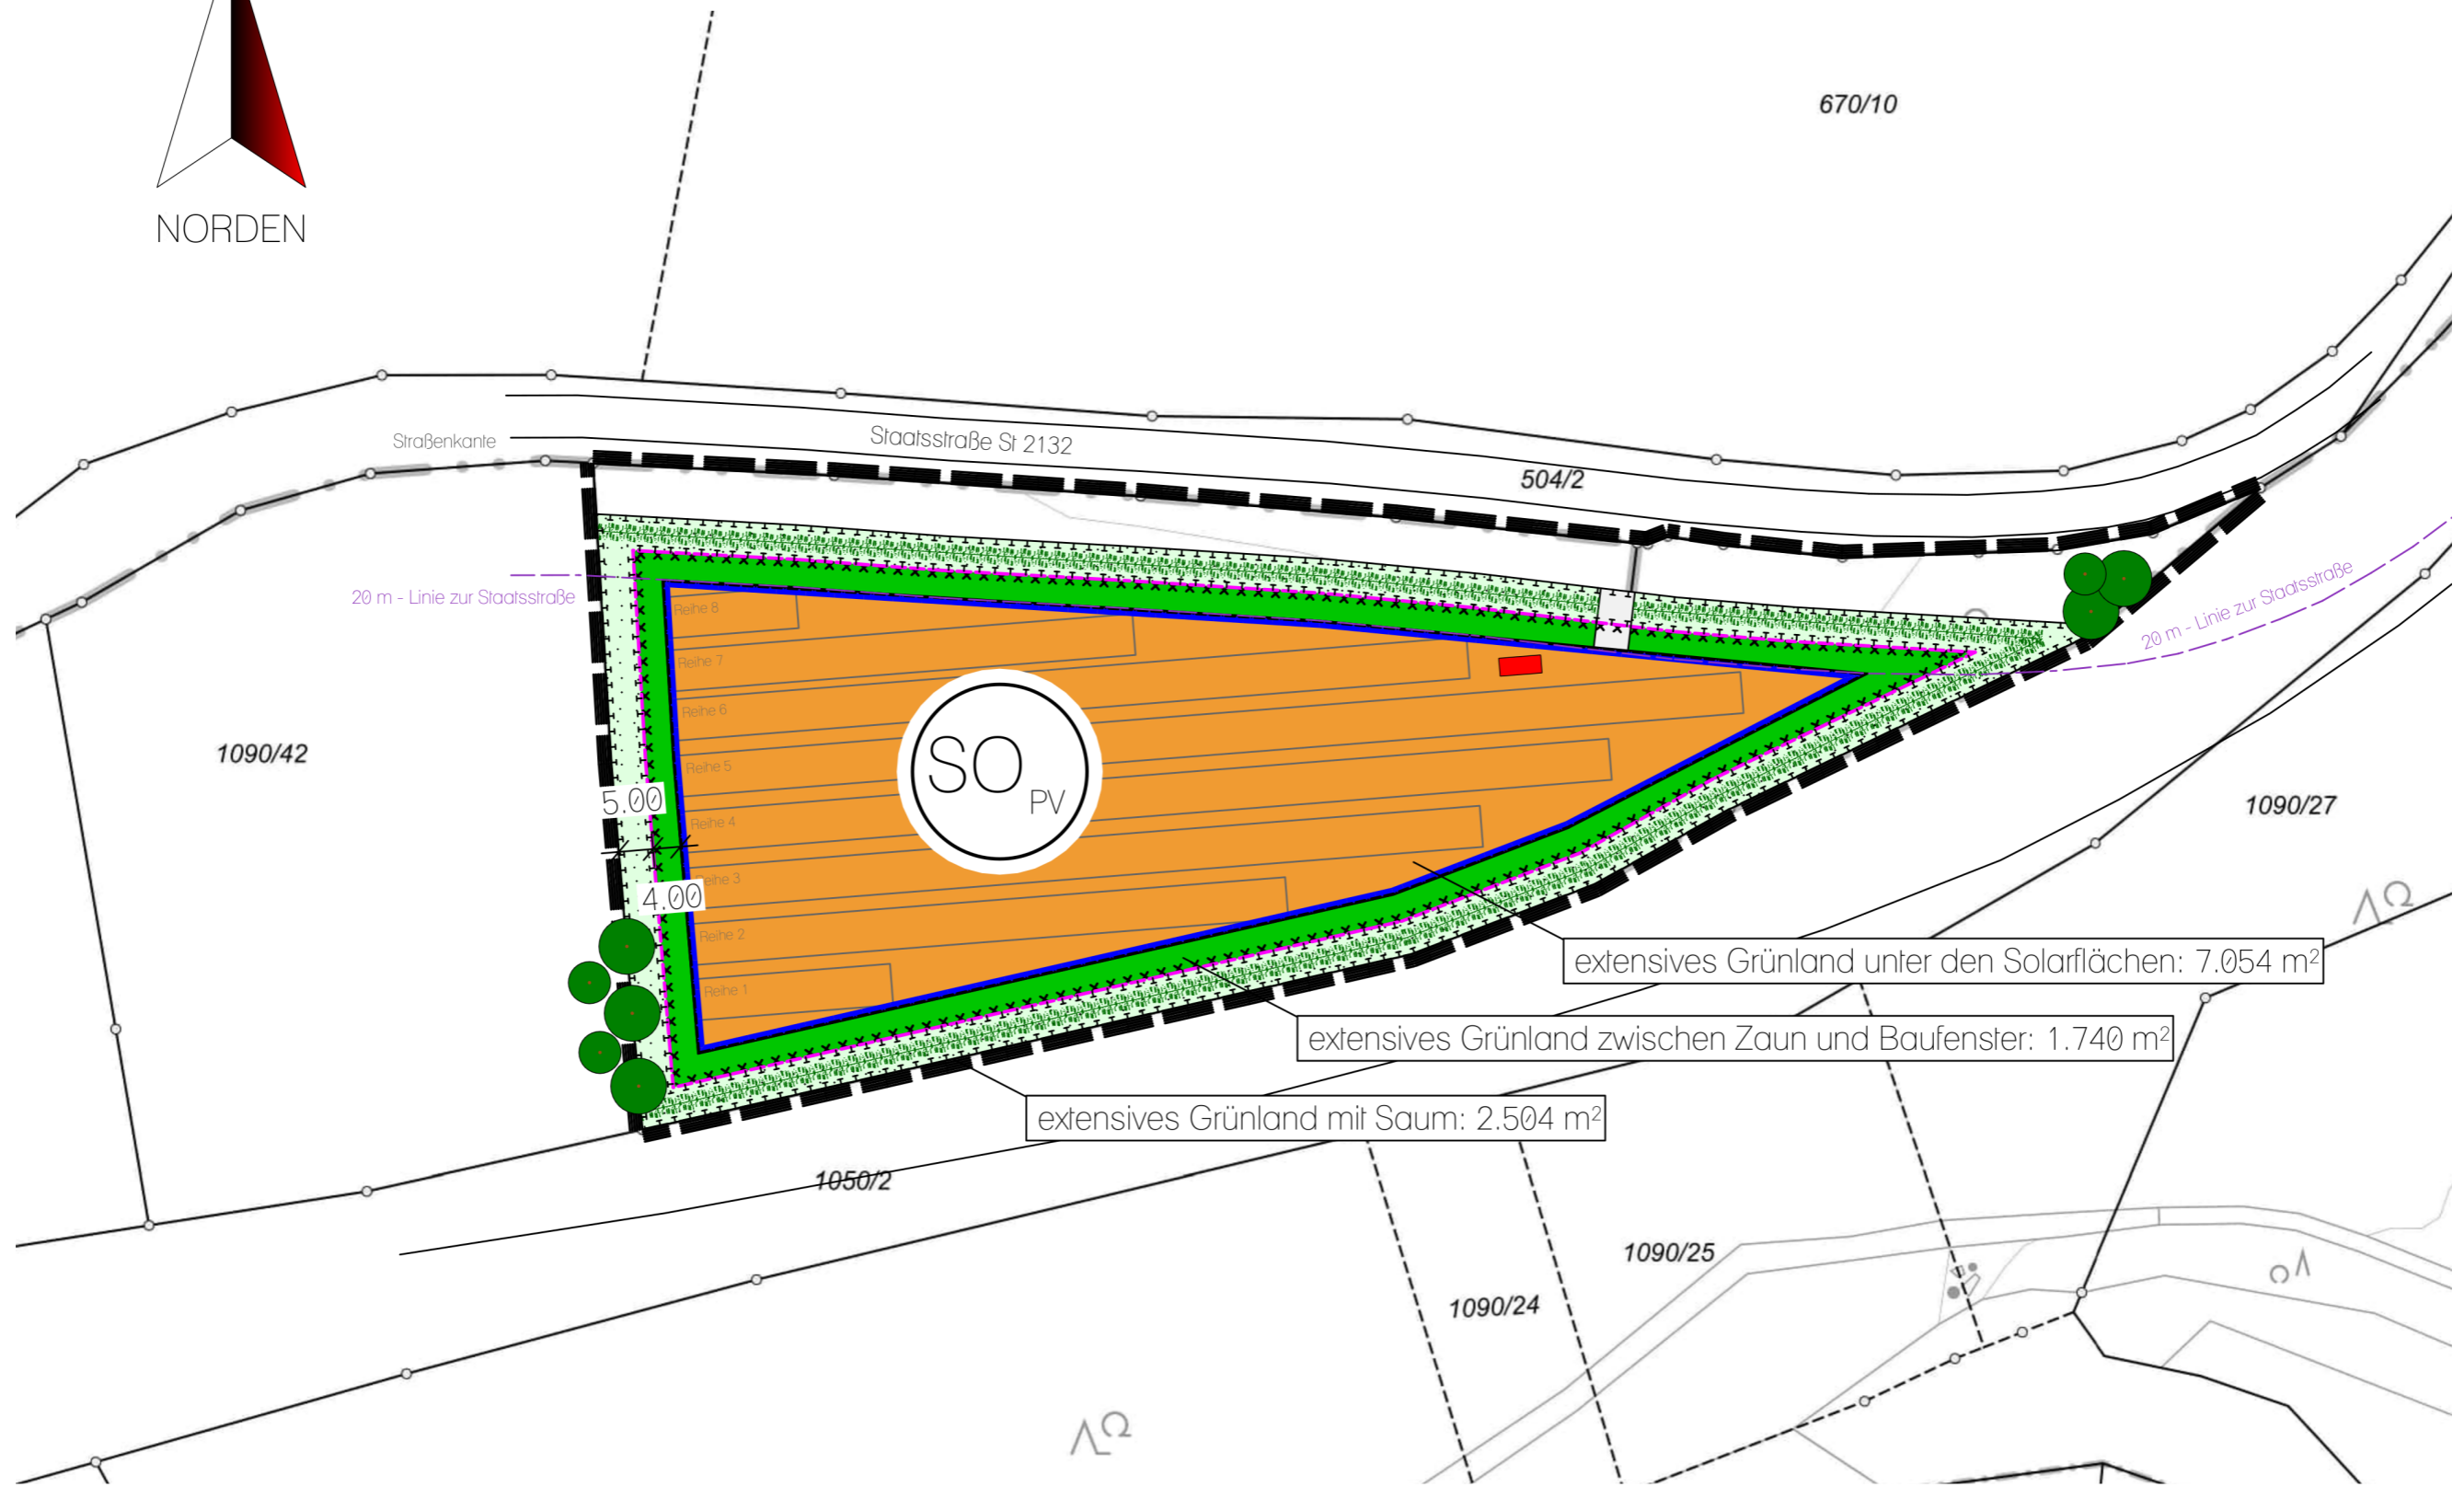 670/10
NORDEN
Straßenkante
Staatsstraße St 2132
504/2
20 m - Linie zur Staatsstraße
20 m - Linie zur Staatsstraße
Reihe 8
Reihe 7
Reihe 6
Reihe 5
Reihe 4
Reihe 3
Reihe 2
Reihe 1
SO PV
1090/42
5.00
4.00
1090/27
extensives Grünland unter den Solarflächen: 7.054 m²
extensives Grünland zwischen Zaun und Baufenster: 1.740 m²
extensives Grünland mit Saum: 2.504 m²
1050/2
1090/25
1090/24